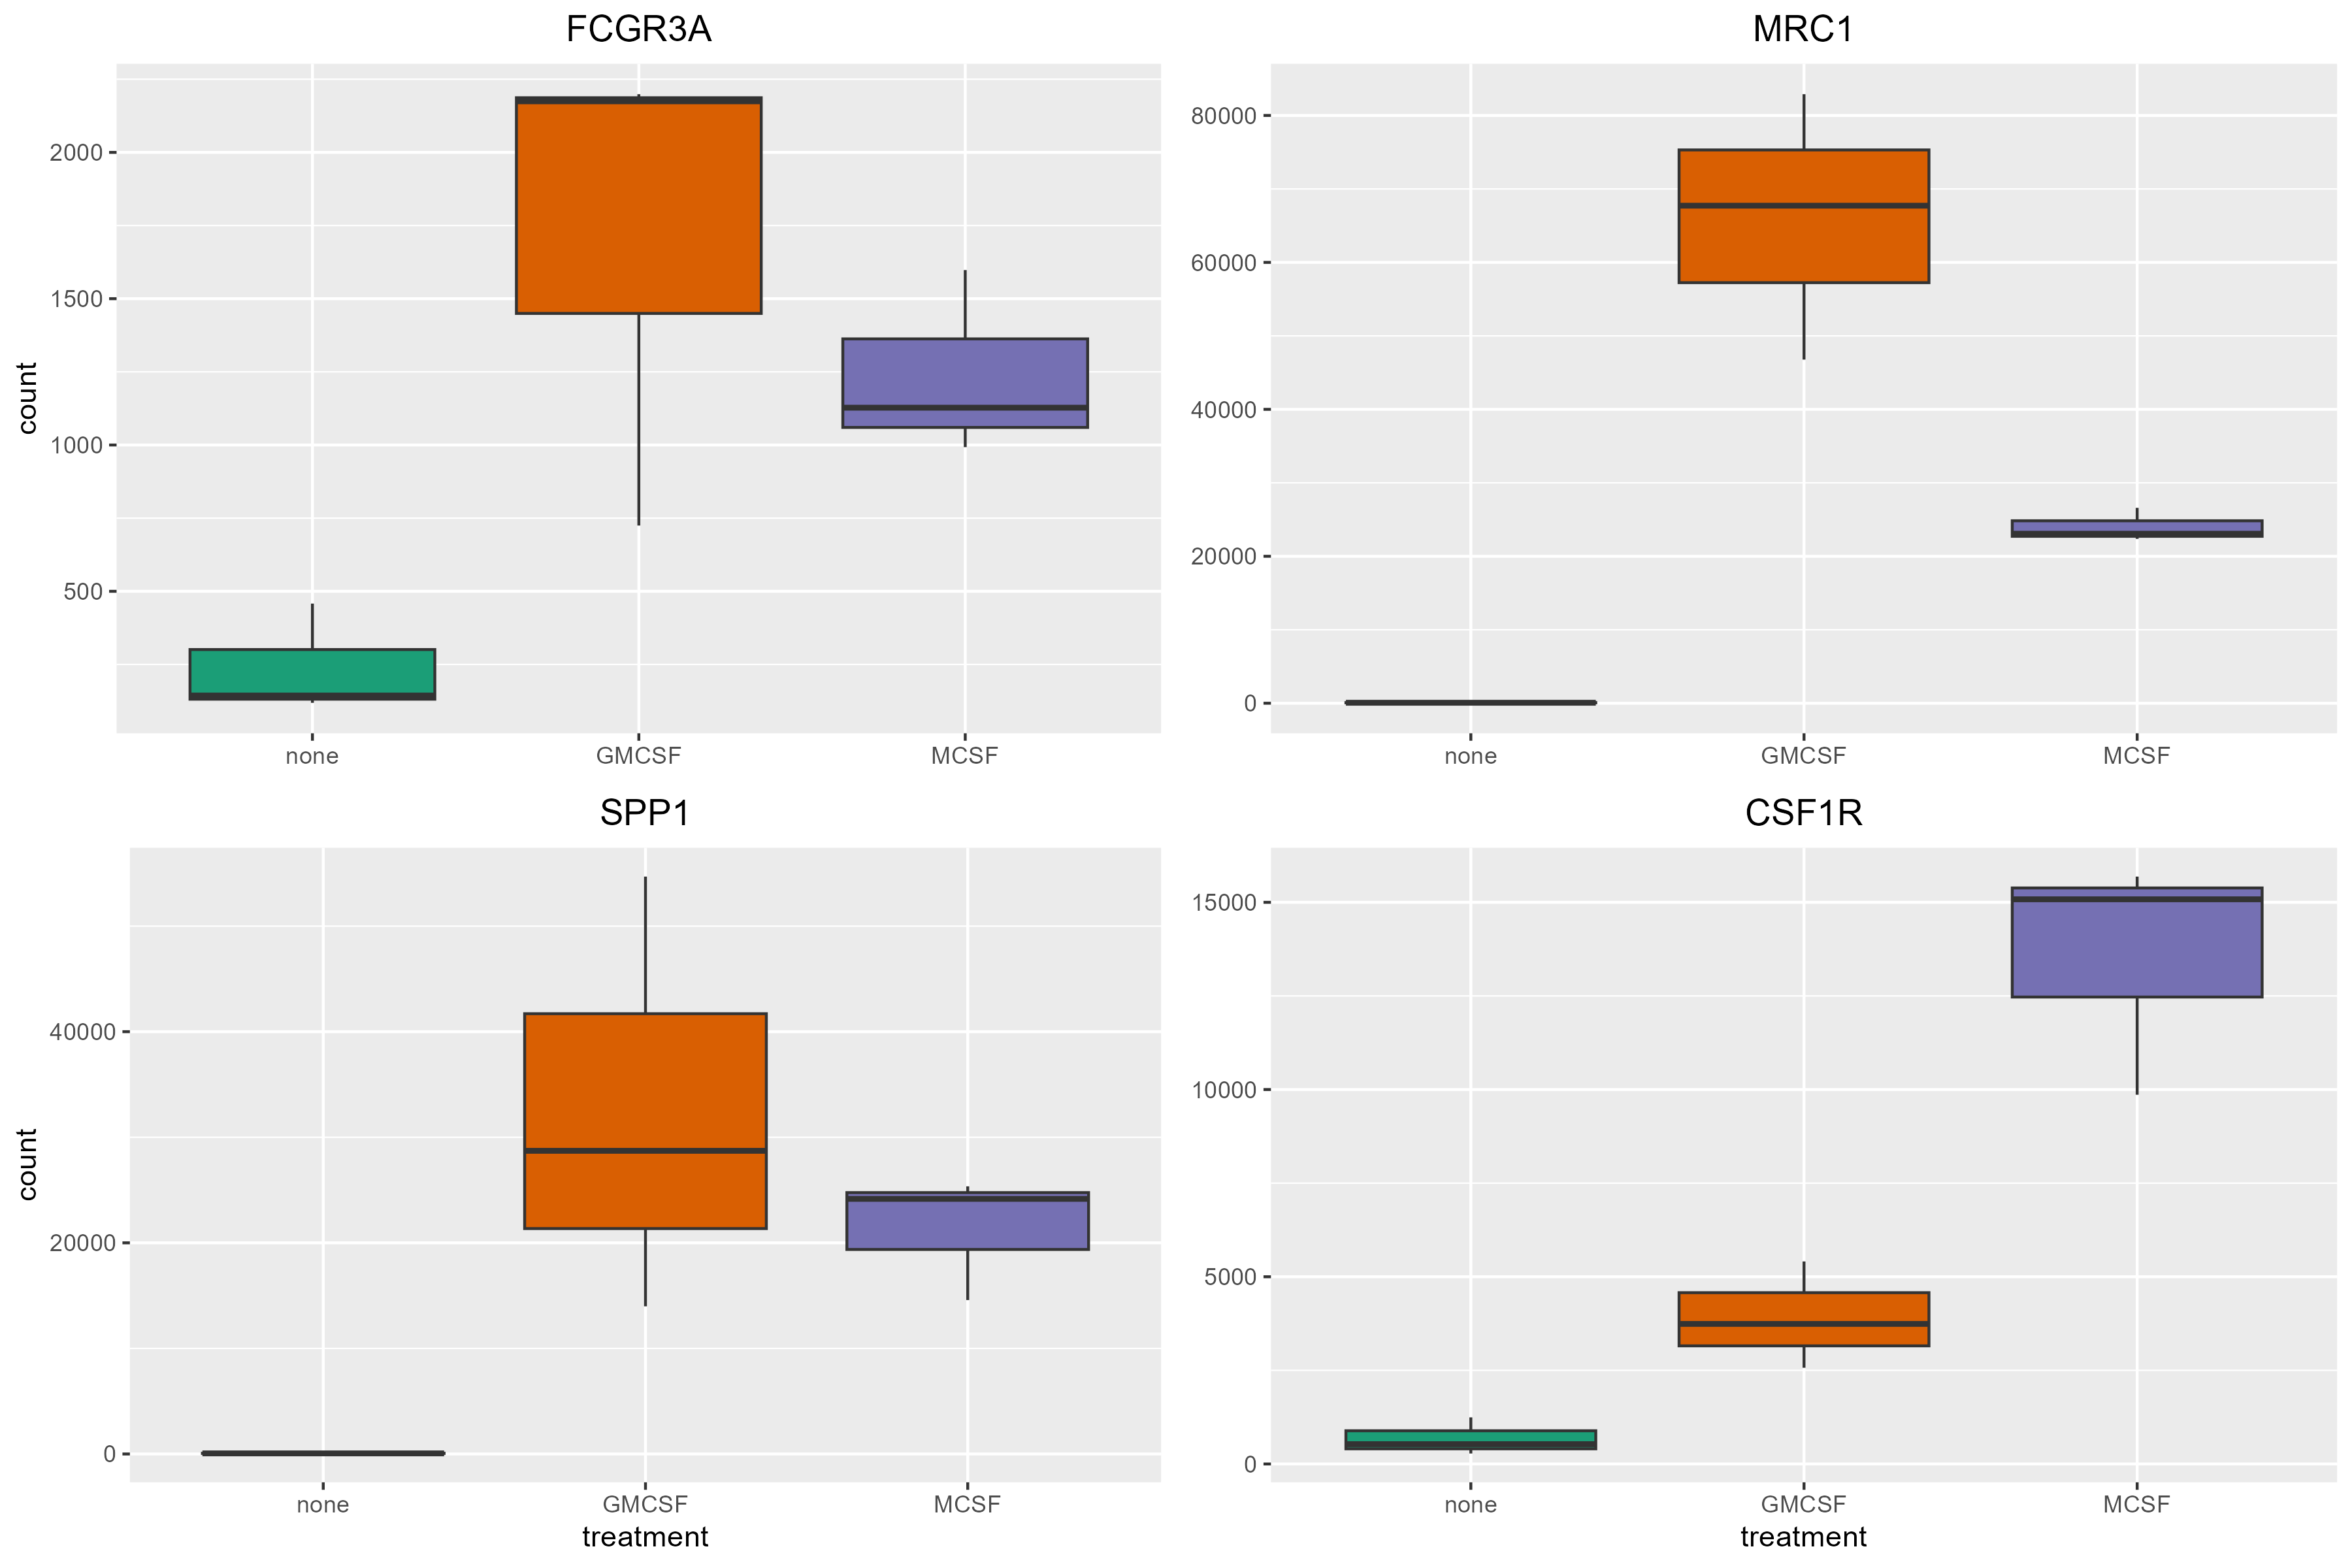 FCGR3A
count
2000
1500
1000
500
none GMCSF MCSF
MRC1
80000
60000
40000
20000
0
none GMCSF MCSF
SPP1
count
40000
20000
0
none GMCSF MCSF
treatment
CSF1R
15000
10000
5000
0
none GMCSF MCSF
treatment